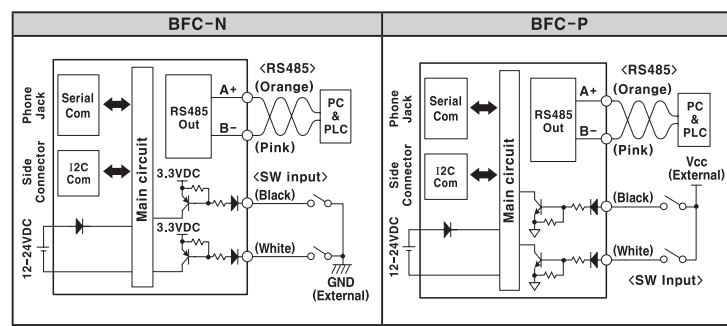 BFC-N
BFC-P
<RS485>
(Orange)
Phone
Jack
Serial
Com
Main circuit
RS485
Out
A+
B-
PC
&
PLC
(Pink)
Side
Connector
I2C
Com
3.3VDC
<SW input>
(Black)
3.3VDC
(White)
12-24VDC
GND
(External)
<RS485>
(Orange)
Phone
Jack
Serial
Com
Main circuit
RS485
Out
A+
B-
PC
&
PLC
(Pink)
Vcc
(External)
Side
Connector
I2C
Com
(Black)
(White)
12-24VDC
<SW Input>